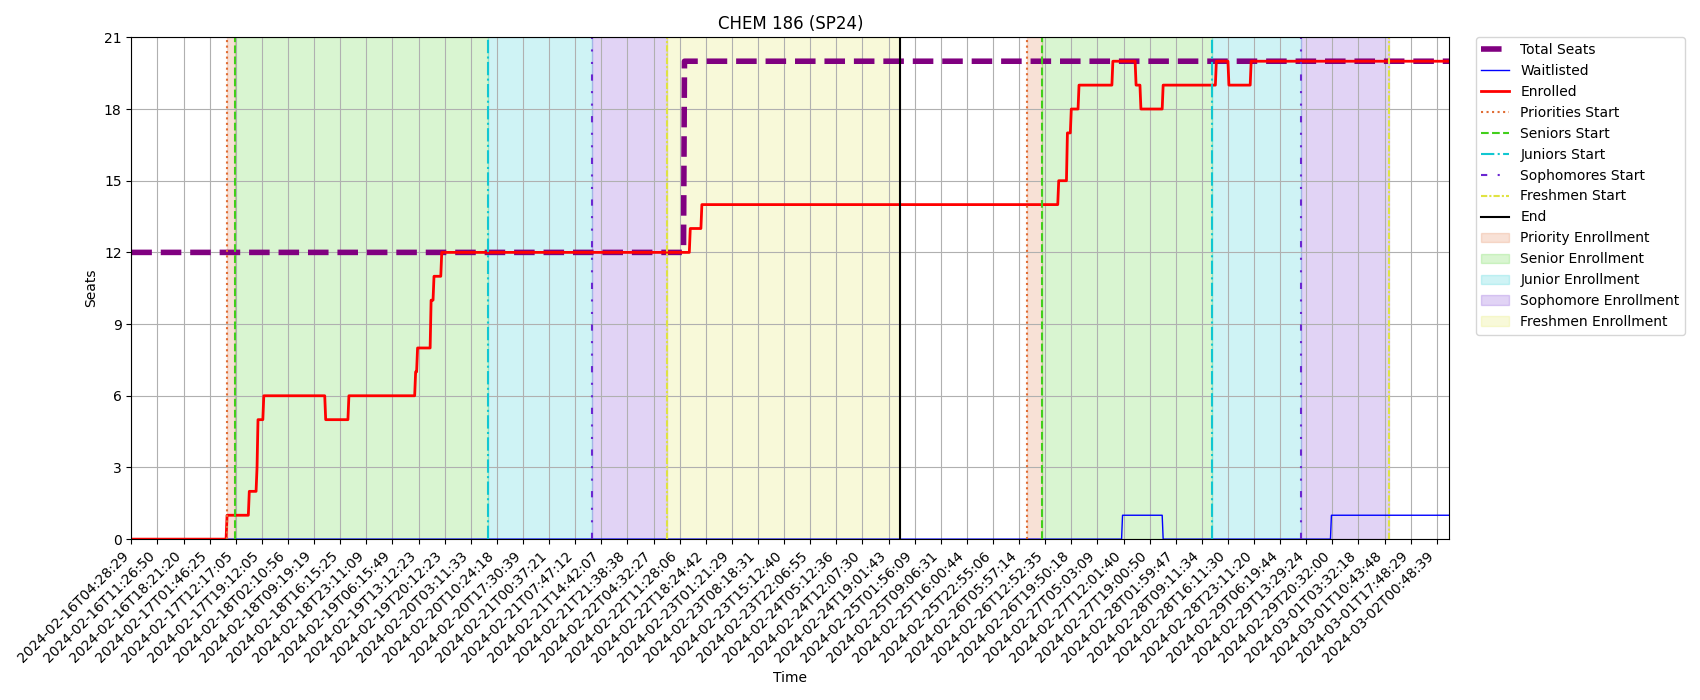 CHEM 186 (SP24)
21
18
15
12
9
6
3
0
Seats
2024-02-16T04:28:29
2024-02-16T11:26:50
2024-02-16T18:21:20
2024-02-17T01:46:25
2024-02-17T12:17:05
2024-02-17T19:12:05
2024-02-18T02:10:56
2024-02-18T09:19:19
2024-02-18T16:15:25
2024-02-18T23:11:09
2024-02-19T06:15:49
2024-02-19T13:12:23
2024-02-19T20:12:23
2024-02-20T03:11:33
2024-02-20T10:24:18
2024-02-20T17:30:39
2024-02-21T00:37:21
2024-02-21T07:47:12
2024-02-21T14:42:07
2024-02-21T21:38:38
2024-02-22T04:32:27
2024-02-22T11:28:06
2024-02-22T18:24:42
2024-02-23T01:21:29
2024-02-23T08:18:31
2024-02-23T15:12:40
2024-02-23T22:06:55
2024-02-24T05:12:36
2024-02-24T12:07:30
2024-02-24T19:01:43
2024-02-25T01:56:09
2024-02-25T09:06:31
2024-02-25T16:00:44
2024-02-25T22:55:06
2024-02-26T05:57:14
2024-02-26T12:52:35
2024-02-26T19:50:18
2024-02-27T05:03:09
2024-02-27T12:01:40
2024-02-27T19:00:50
2024-02-28T01:59:47
2024-02-28T09:11:34
2024-02-28T16:11:30
2024-02-28T23:11:20
2024-02-29T06:19:44
2024-02-29T13:29:24
2024-02-29T20:32:00
2024-03-01T03:32:18
2024-03-01T10:43:48
2024-03-01T17:48:29
2024-03-02T00:48:39
Time
Total Seats
Waitlisted
Enrolled
Priorities Start
Seniors Start
Juniors Start
Sophomores Start
Freshmen Start
End
Priority Enrollment
Senior Enrollment
Junior Enrollment
Sophomore Enrollment
Freshmen Enrollment